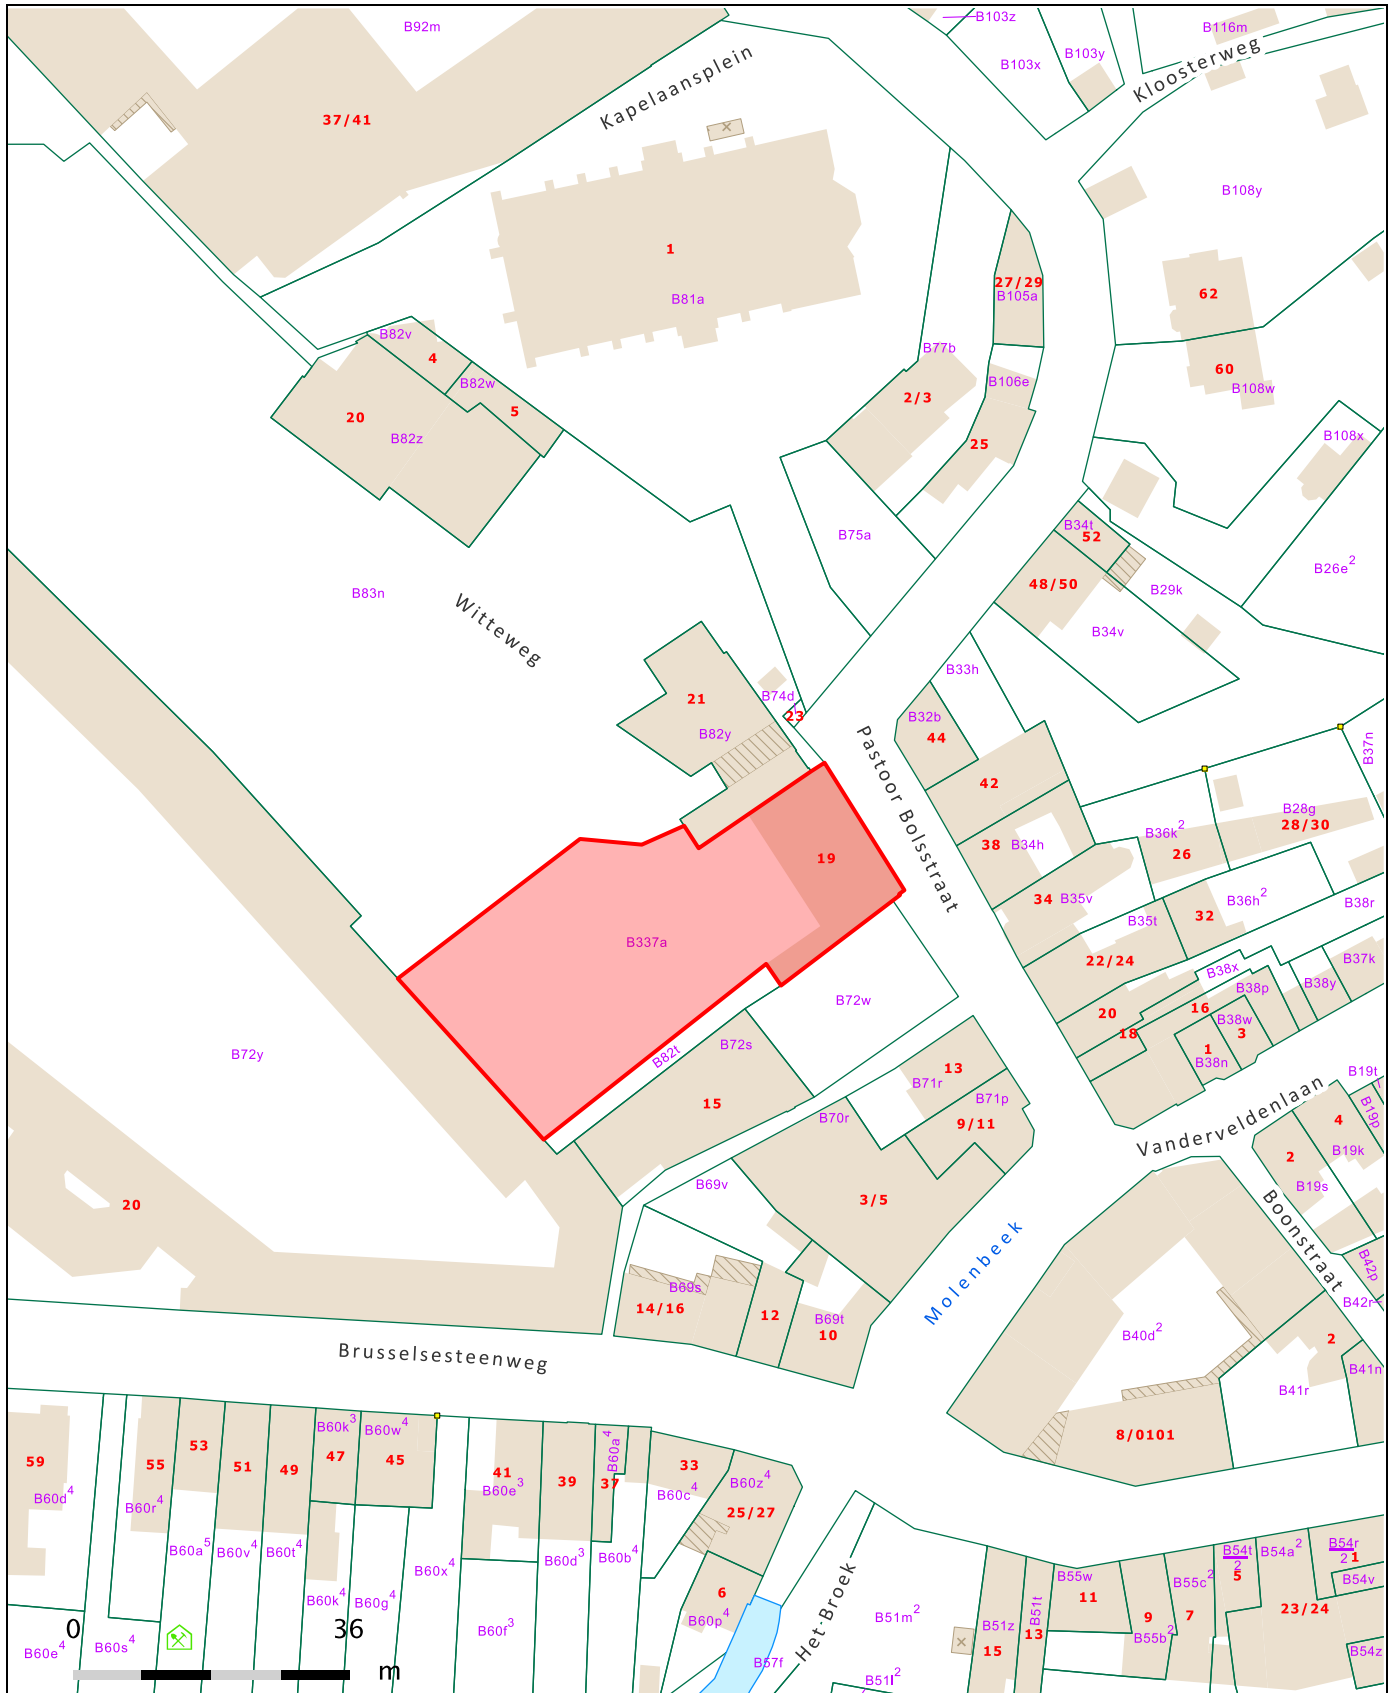 B92m
B103z
B116m
B103x
B103y
Kloosterweg
Kapelaansplein
37/41
B108y
1
B81a
27/29
B105a
62
B82v
4
B77b
60
B82w
B106e
B108w
5
2/3
20
B82z
25
B108x
B34t
52
B75a
B26e²
48/50
B29k
B83n
Witteweg
B34v
B33h
21
B74d
23
B32b
44
B82y
Pastoor Bolsstraat
B37n
42
B28g
28/30
B36k²
38
B34h
26
19
34
B35v
B36h²
B38r
B35t
32
B337a
22/24
B37k
B38x
B38y
B38p
B72w
16
20
B38w
18
3
1
B38n
B72y
B82t
B72s
13
B71r
B19t
B71p
Vanderveldenlaan
15
B70r
9/11
B19p
4
B19k
2
B69v
B19s
20
3/5
Boonstraat
Molenbeek
B42p
B69s
B42r
14/16
12
B69t
10
B40d²
2
Brusselsesteenweg
B41n
B41r
B60k³
B60w⁴
8/0101
53
B60a⁴
59
55
51
49
47
45
41
39
37
33
B60z⁴
B60d⁴
B60r⁴
B60e³
B60c⁴
25/27
B60a⁵
B60v⁴
B60t⁴
B60x⁴
B60d³
B60b⁴
B54t
2
B54a²
B54r
2
1
B55w
B55c²
5
B54v
B60k⁴
B60g⁴
6
B60p⁴
Het-Broek
B51m²
B51t
11
9
7
23/24
0
36
B60f³
B51z
13
B55b²
15
B54z
B60e⁴
B60s⁴
m
B57f
B51l²